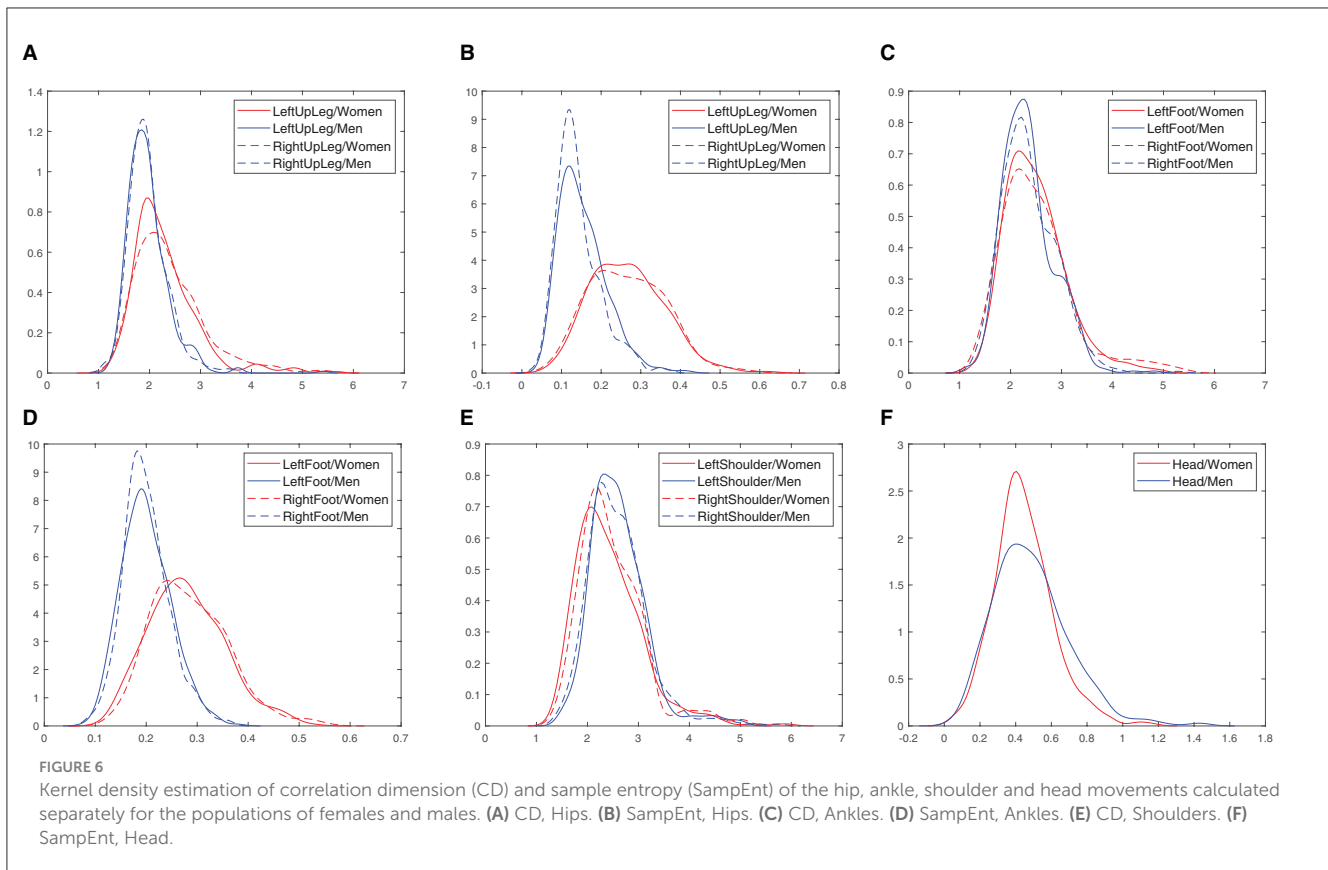 A
1.4
1.2
1
0.8
0.6
0.4
0.2
0
0 1 2 3 4 5 6 7
LeftUpLeg/Women
LeftUpLeg/Men
RightUpLeg/Women
RightUpLeg/Men
B
10
9
8
7
6
5
4
3
2
1
0
-0.1 0 0.1 0.2 0.3 0.4 0.5 0.6 0.7 0.8
LeftUpLeg/Women
LeftUpLeg/Men
RightUpLeg/Women
RightUpLeg/Men
C
0.9
0.8
0.7
0.6
0.5
0.4
0.3
0.2
0.1
0
0 1 2 3 4 5 6 7
LeftFoot/Women
LeftFoot/Men
RightFoot/Women
RightFoot/Men
D
10
9
8
7
6
5
4
3
2
1
0
0 0.1 0.2 0.3 0.4 0.5 0.6 0.7
LeftFoot/Women
LeftFoot/Men
RightFoot/Women
RightFoot/Men
E
0.9
0.8
0.7
0.6
0.5
0.4
0.3
0.2
0.1
0
0 1 2 3 4 5 6 7
LeftShoulder/Women
LeftShoulder/Men
RightShoulder/Women
RightShoulder/Men
F
3
2.5
2
1.5
1
0.5
0
-0.2 0 0.2 0.4 0.6 0.8 1 1.2 1.4 1.6 1.8
Head/Women
Head/Men
FIGURE 6
Kernel density estimation of correlation dimension (CD) and sample entropy (SampEnt) of the hip, ankle, shoulder and head movements calculated
separately for the populations of females and males. (A) CD, Hips. (B) SampEnt, Hips. (C) CD, Ankles. (D) SampEnt, Ankles. (E) CD, Shoulders. (F)
SampEnt, Head.